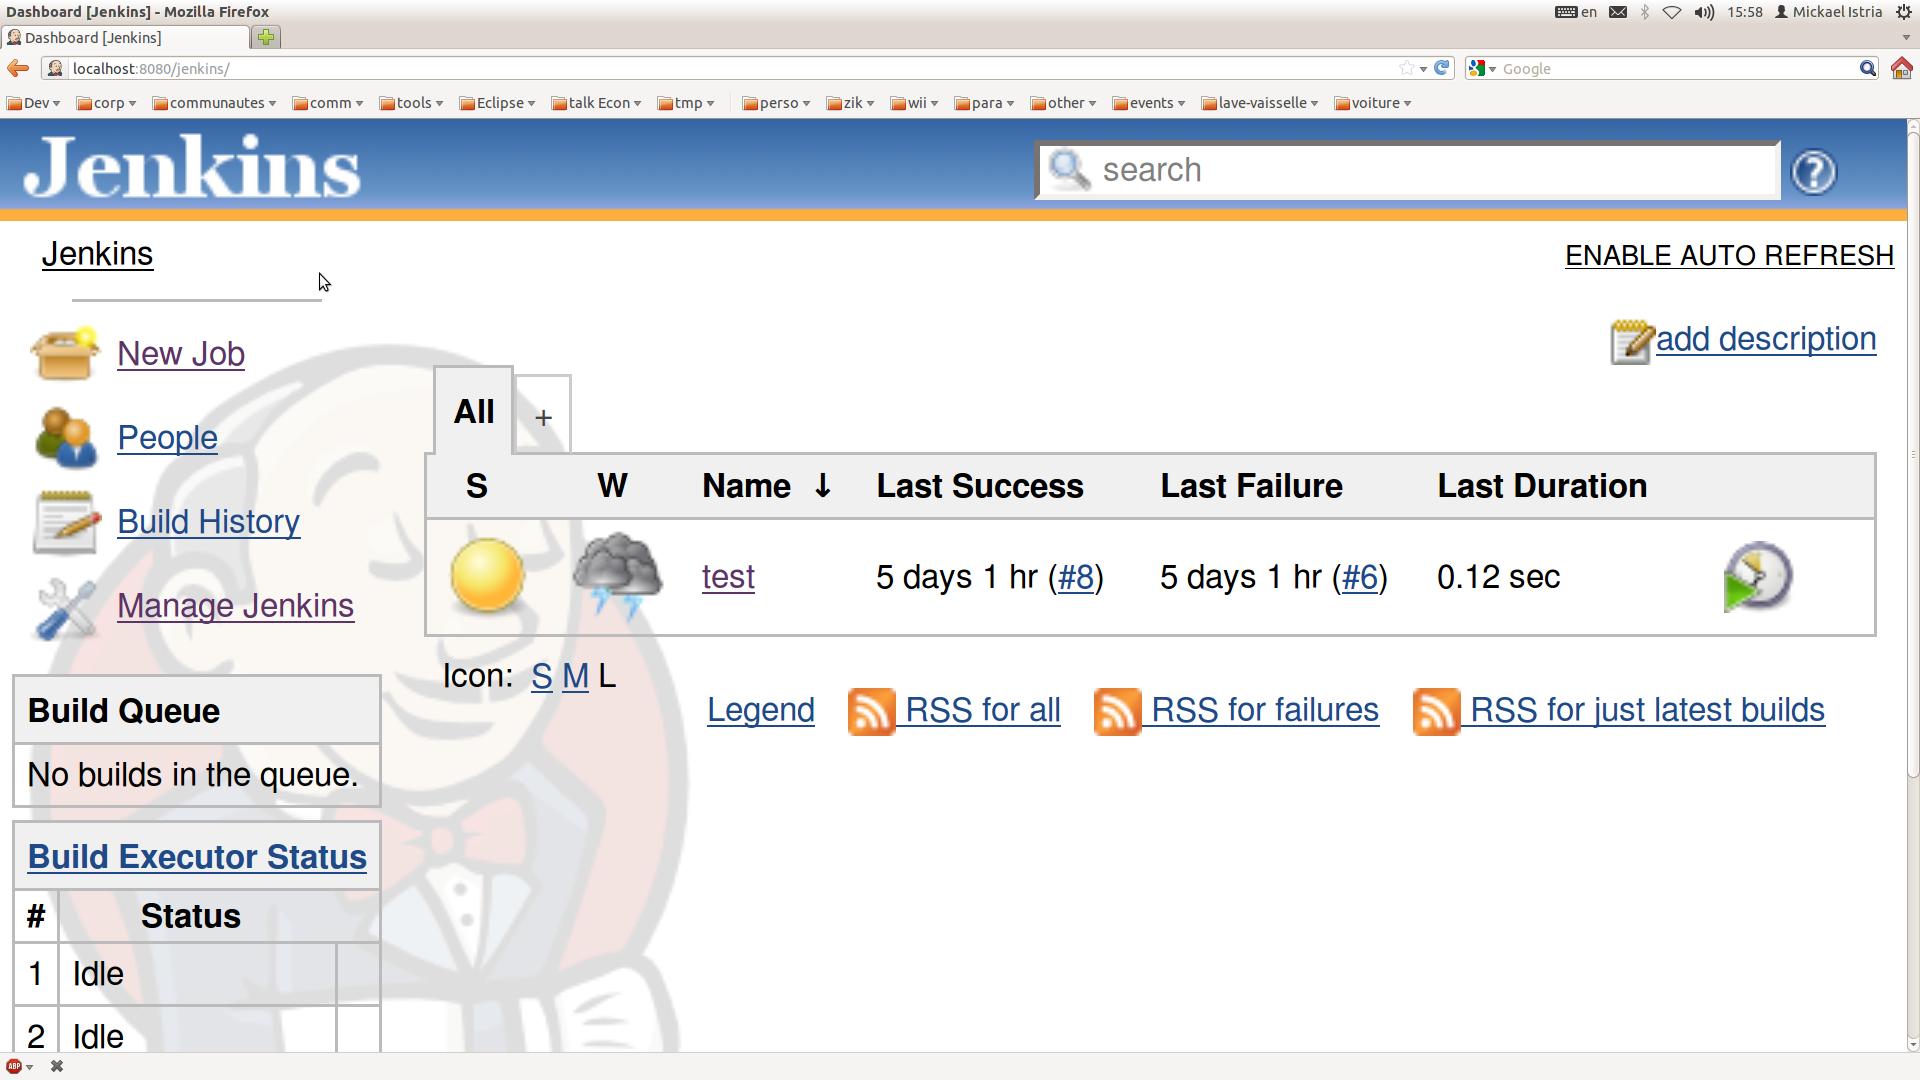 Dashboard [Jenkins] - Mozilla Firefox
en 15:58 Mickael Istria
Dashboard [Jenkins]
localhost:8080/jenkins/
Google
Dev corp communautes comm tools Eclipse talk Econ tmp perso zik wii para other events lave-vaisselle voiture
Jenkins
search
?
Jenkins
ENABLE AUTO REFRESH
New Job
People
Build History
Manage Jenkins
add description
All +
S W Name ↓ Last Success Last Failure Last Duration
test 5 days 1 hr (#8) 5 days 1 hr (#6) 0.12 sec
Icon: S M L
Legend RSS for all RSS for failures RSS for just latest builds
Build Queue
No builds in the queue.
Build Executor Status
# Status
1 Idle
2 Idle
ABP